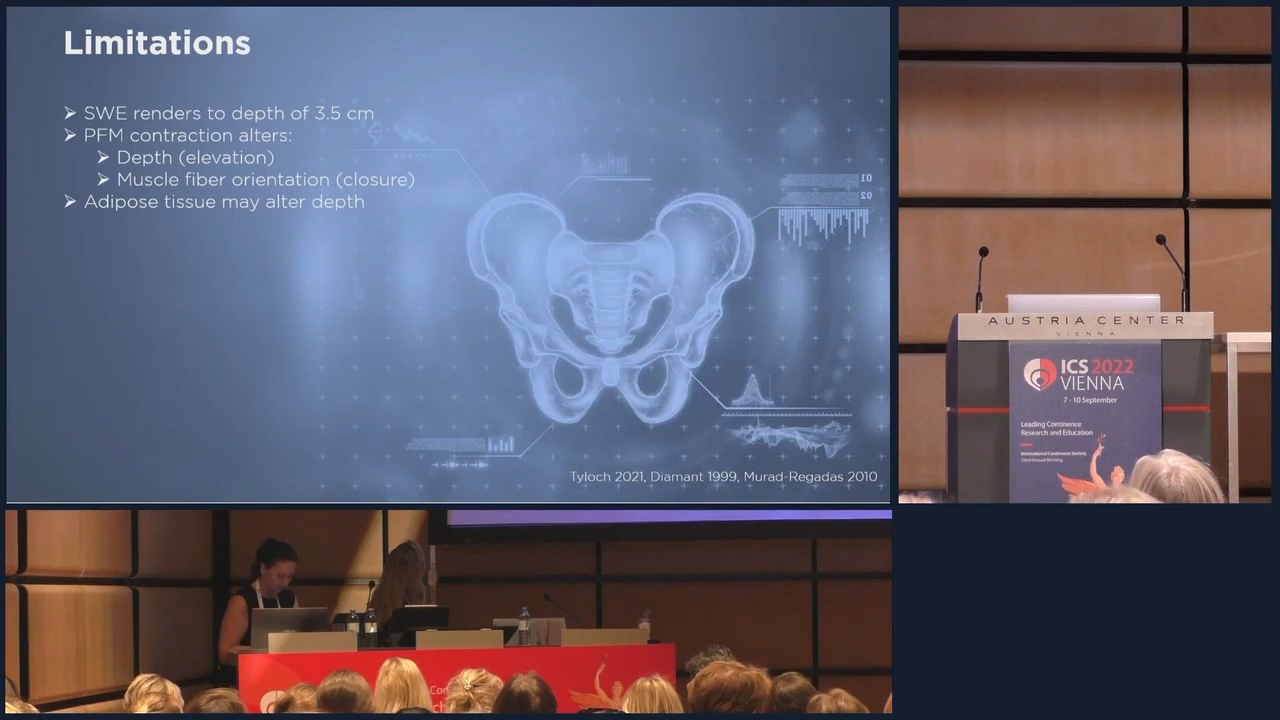 Limitations
SWE renders to depth of 3.5 cm
PFM contraction alters:
Depth (elevation)
Muscle fiber orientation (closure)
Adipose tissue may alter depth
01
02
Tyloch 2021, Diamant 1999, Murad-Regadas 2010
AUSTRIA CENTER
VIENNA
ICS 2022
VIENNA
7 - 10 September
Leading Continence
Research and Education
International Continence Society
52nd Annual Meeting